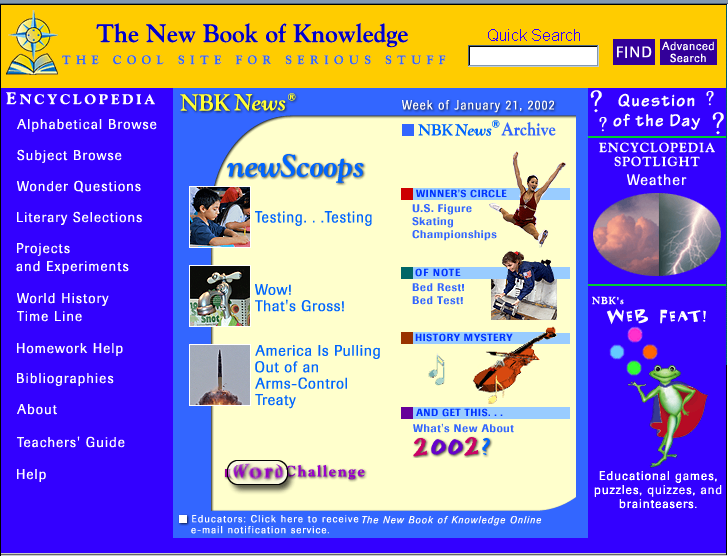 The New Book of Knowledge
THE COOL SITE FOR SERIOUS STUFF
Quick Search
FIND
Advanced
Search
ENCYCLOPEDIA
Alphabetical Browse
Subject Browse
Wonder Questions
Literary Selections
Projects
and Experiments
World History
Time Line
Homework Help
Bibliographies
About
Teachers' Guide
Help
NBK News®
Week of January 21, 2002
NBK News® Archive
newScoops
Testing. . .Testing
Wow!
That's Gross!
America Is Pulling
Out of an
Arms-Control
Treaty
WINNER'S CIRCLE
U.S. Figure
Skating
Championships
OF NOTE
Bed Rest!
Bed Test!
HISTORY MYSTERY
AND GET THIS. . .
What's New About
2002?
Word Challenge
Educators: Click here to receive The New Book of Knowledge Online
e-mail notification service.
? Question ?
? of the Day ?
ENCYCLOPEDIA
SPOTLIGHT
Weather
NBK's
WEB FEAT!
Educational games,
puzzles, quizzes, and
brainteasers.